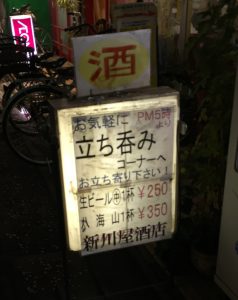 酒
お気軽に PM5時より
立ち呑み
コーナーへ
お立ち寄り下さい!
生ビール㊥1杯 ¥250
八海山1杯 ¥350
新川屋酒店